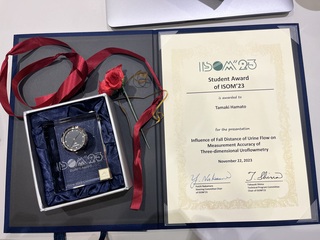 ISOM'23
Student Award
of ISOM'23
is awarded to
Tamaki Hamato
for the presentation
Influence of Fall Distance of Urine Flow on
Measurement Accuracy of
Three-dimensional Uroflowmetry
November 22, 2023
ISOM'23